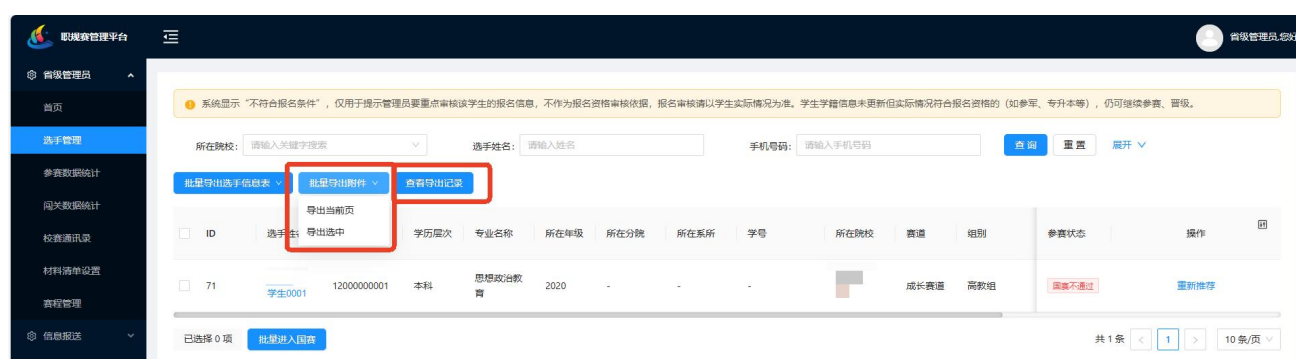 职规赛管理平台
省级管理员,您好
省级管理员
首页
选手管理
参赛数据统计
闯关数据统计
校赛通讯录
材料清单设置
赛程管理
信息报送
系统显示“不符合报名条件”,仅用于提示管理员要重点审核该学生的报名信息,不作为报名资格审核依据,报名审核请以学生实际情况为准。学生学籍信息未更新但实际情况符合报名资格的(如参军、专升本等),仍可继续参赛、晋级。
所在院校: 请输入关键字搜索 选手姓名: 请输入姓名 手机号码: 请输入手机号码 查询 重置 展开
批量导出选手信息表 批量导出附件 查看导出记录
导出当前页
导出选中
ID 选手姓 学历层次 专业名称 所在年级 所在分院 所在系所 学号 所在院校 赛道 组别 参赛状态 操作
71 学生0001 12000000001 本科 思想政治教育 2020 - - - 成长赛道 高教组 国赛不通过 重新推荐
已选择 0 项 批量进入国赛 共 1 条 < 1 > 10 条/页